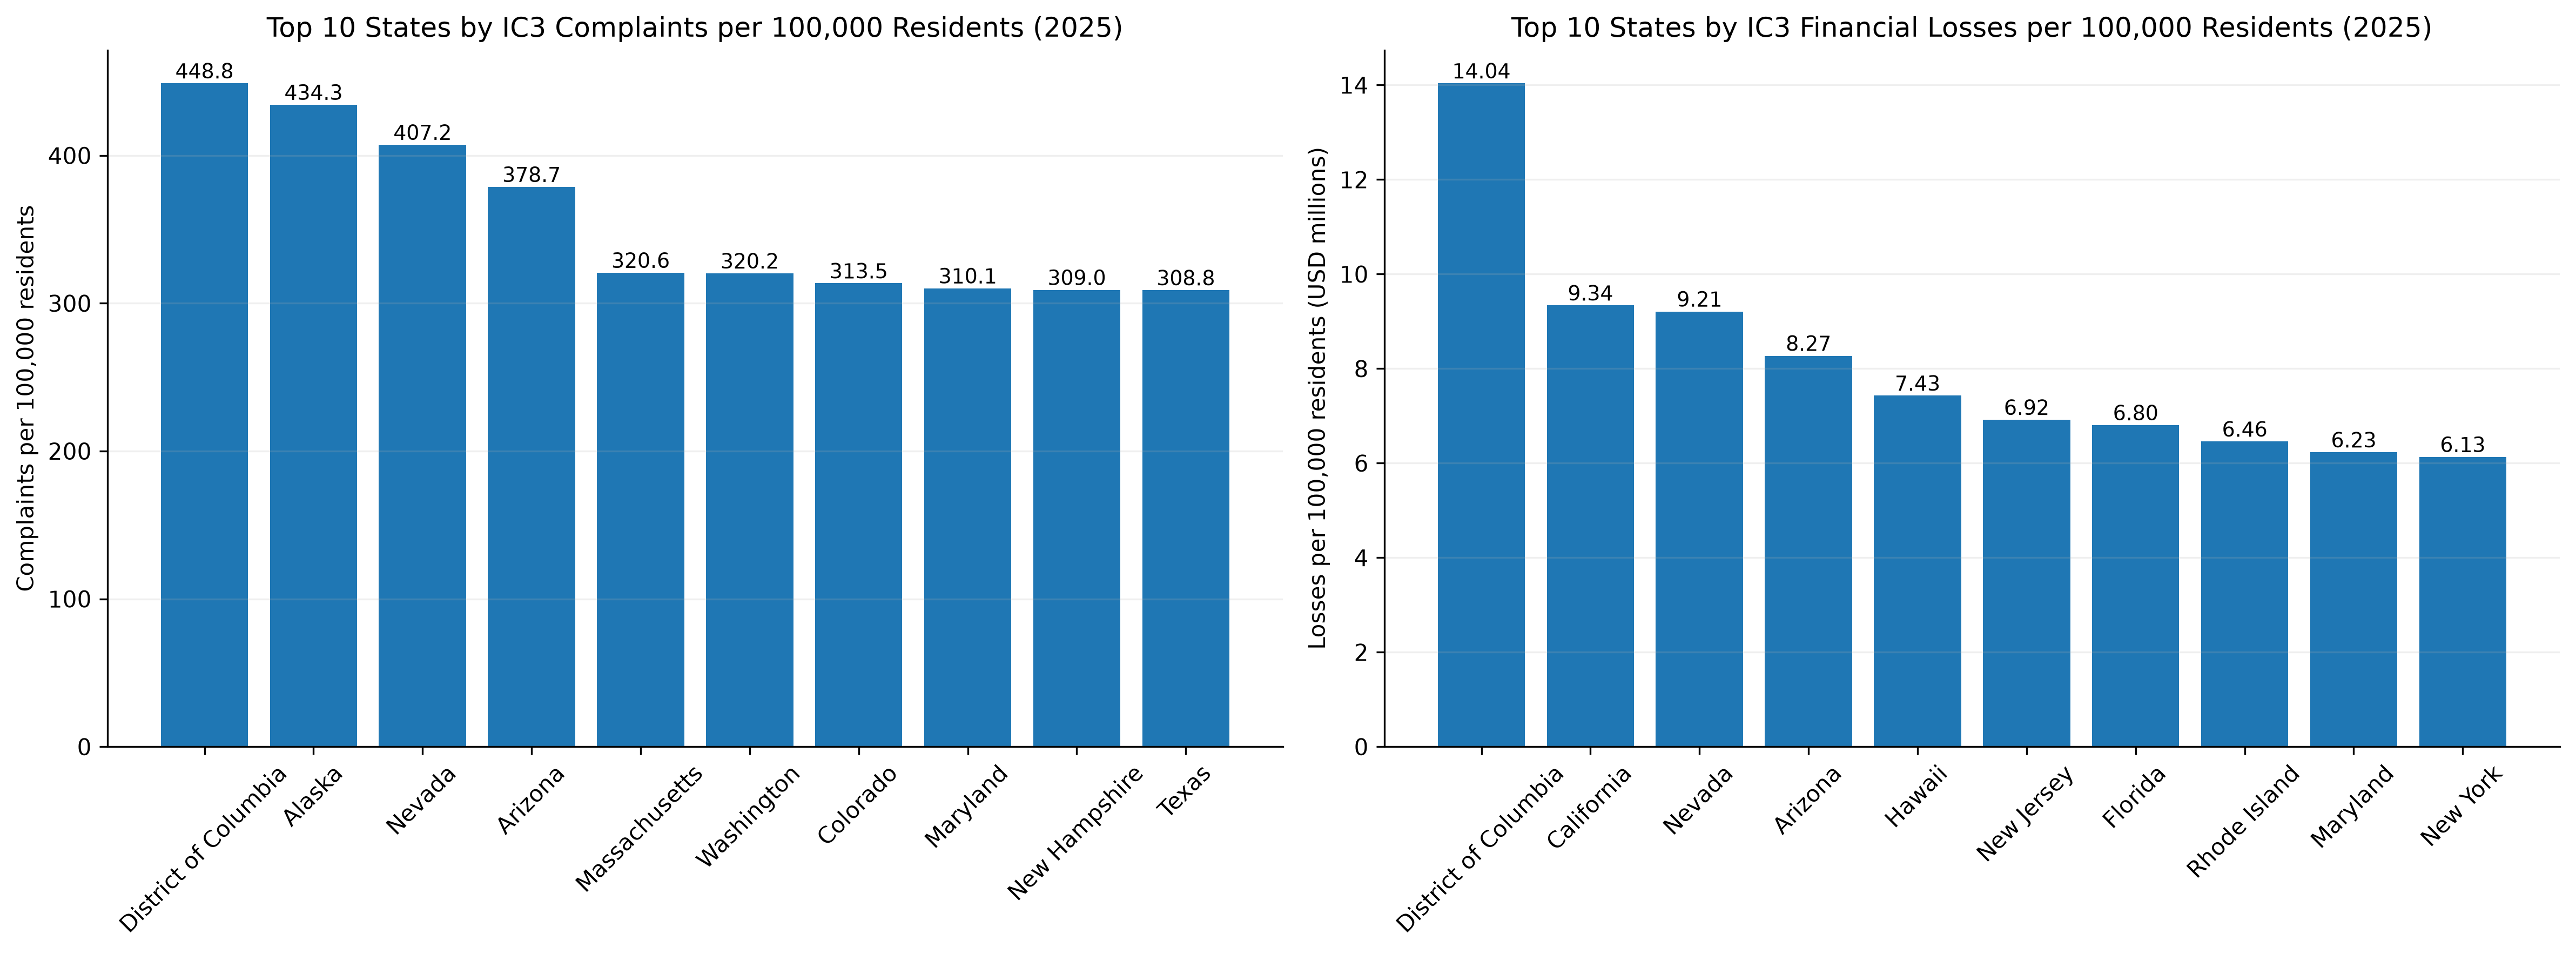 Top 10 States by IC3 Complaints per 100,000 Residents (2025)
Complaints per 100,000 residents
400
300
200
100
0
448.8
434.3
407.2
378.7
320.6
320.2
313.5
310.1
309.0
308.8
District of Columbia
Alaska
Nevada
Arizona
Massachusetts
Washington
Colorado
Maryland
New Hampshire
Texas
Top 10 States by IC3 Financial Losses per 100,000 Residents (2025)
Losses per 100,000 residents (USD millions)
14
12
10
8
6
4
2
0
14.04
9.34
9.21
8.27
7.43
6.92
6.80
6.46
6.23
6.13
District of Columbia
California
Nevada
Arizona
Hawaii
New Jersey
Florida
Rhode Island
Maryland
New York